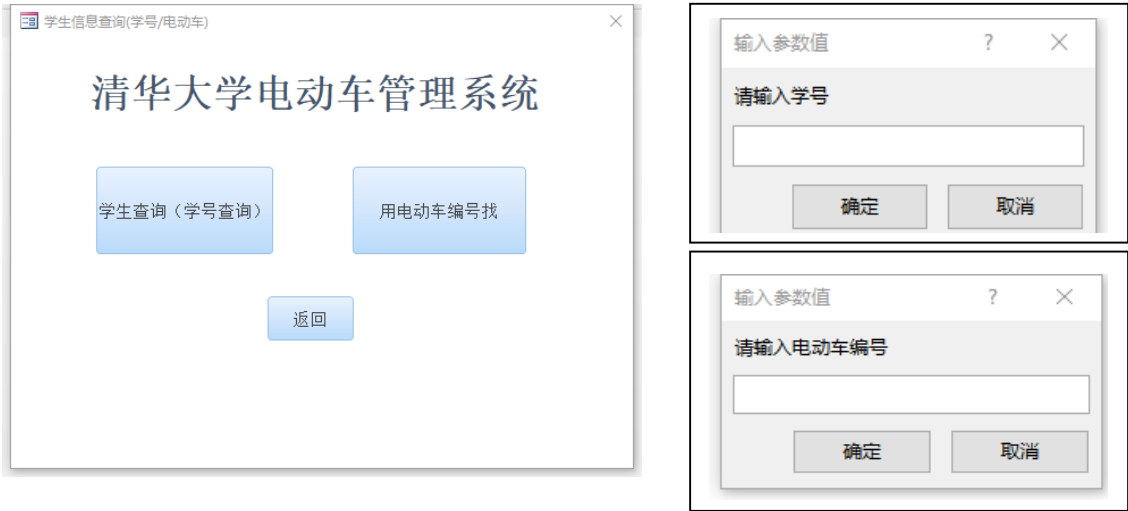 学生信息查询(学号/电动车)
清华大学电动车管理系统
学生查询（学号查询）
用电动车编号找
返回
输入参数值
请输入学号
确定
取消
输入参数值
请输入电动车编号
确定
取消